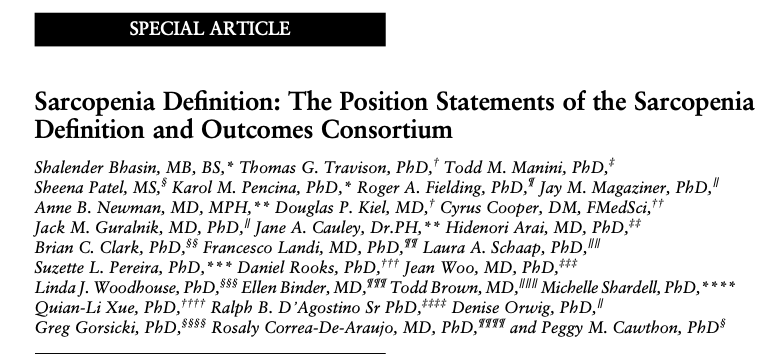 SPECIAL ARTICLE
Sarcopenia Definition: The Position Statements of the Sarcopenia
Definition and Outcomes Consortium
Shalender Bhasin, MB, BS,* Thomas G. Travison, PhD,† Todd M. Manini, PhD,‡
Sheena Patel, MS,§ Karol M. Pencina, PhD,* Roger A. Fielding, PhD,¶ Jay M. Magaziner, PhD,‖
Anne B. Newman, MD, MPH,** Douglas P. Kiel, MD,† Cyrus Cooper, DM, FMedSci,††
Jack M. Guralnik, MD, PhD,‖ Jane A. Cauley, Dr.PH,** Hidenori Arai, MD, PhD,‡‡
Brian C. Clark, PhD,§§ Francesco Landi, MD, PhD,¶¶ Laura A. Schaap, PhD,‖‖
Suzette L. Pereira, PhD,*** Daniel Rooks, PhD,††† Jean Woo, MD, PhD,‡‡‡
Linda J. Woodhouse, PhD,§§§ Ellen Binder, MD,¶¶¶ Todd Brown, MD,‖‖‖ Michelle Shardell, PhD,****
Quian-Li Xue, PhD,†††† Ralph B. D'Agostino Sr PhD,‡‡‡‡ Denise Orwig, PhD,‖
Greg Gorsicki, PhD,§§§§ Rosaly Correa-De-Araujo, MD, PhD,¶¶¶¶ and Peggy M. Cawthon, PhD§